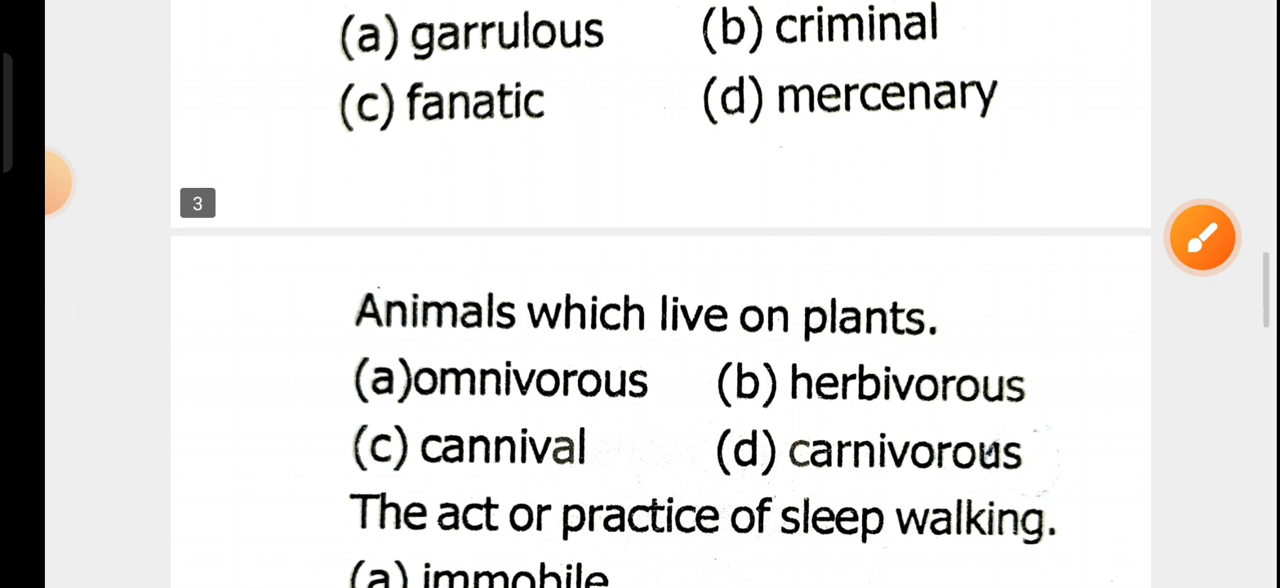 (a) garrulous (b) criminal
(c) fanatic (d) mercenary
3
Animals which live on plants.
(a)omnivorous (b) herbivorous
(c) cannival (d) carnivorous
The act or practice of sleep walking.
(a) immobile